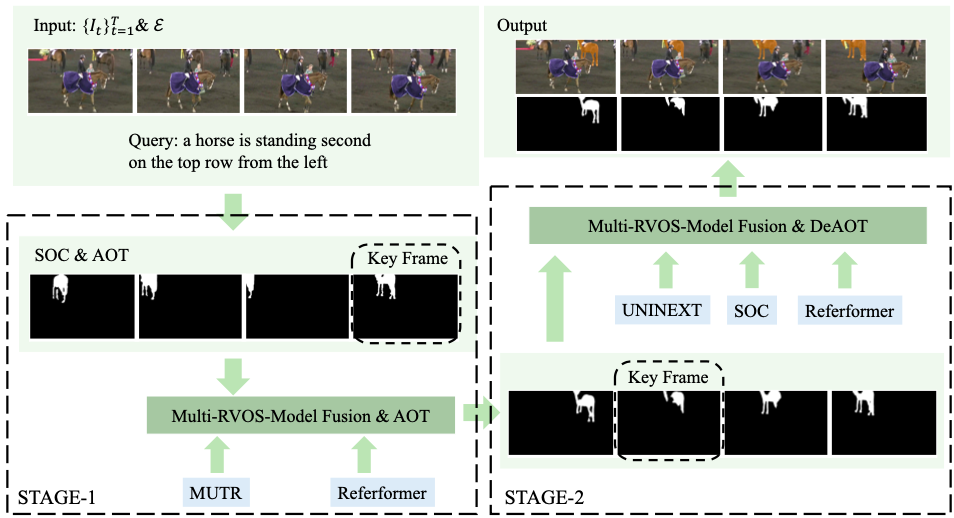 Input: {I_t}_{t=1}^T & ℰ
Query: a horse is standing second
on the top row from the left
SOC & AOT
Key Frame
Multi-RVOS-Model Fusion & AOT
MUTR
Referformer
STAGE-1
Output
Multi-RVOS-Model Fusion & DeAOT
UNINEXT
SOC
Referformer
Key Frame
STAGE-2